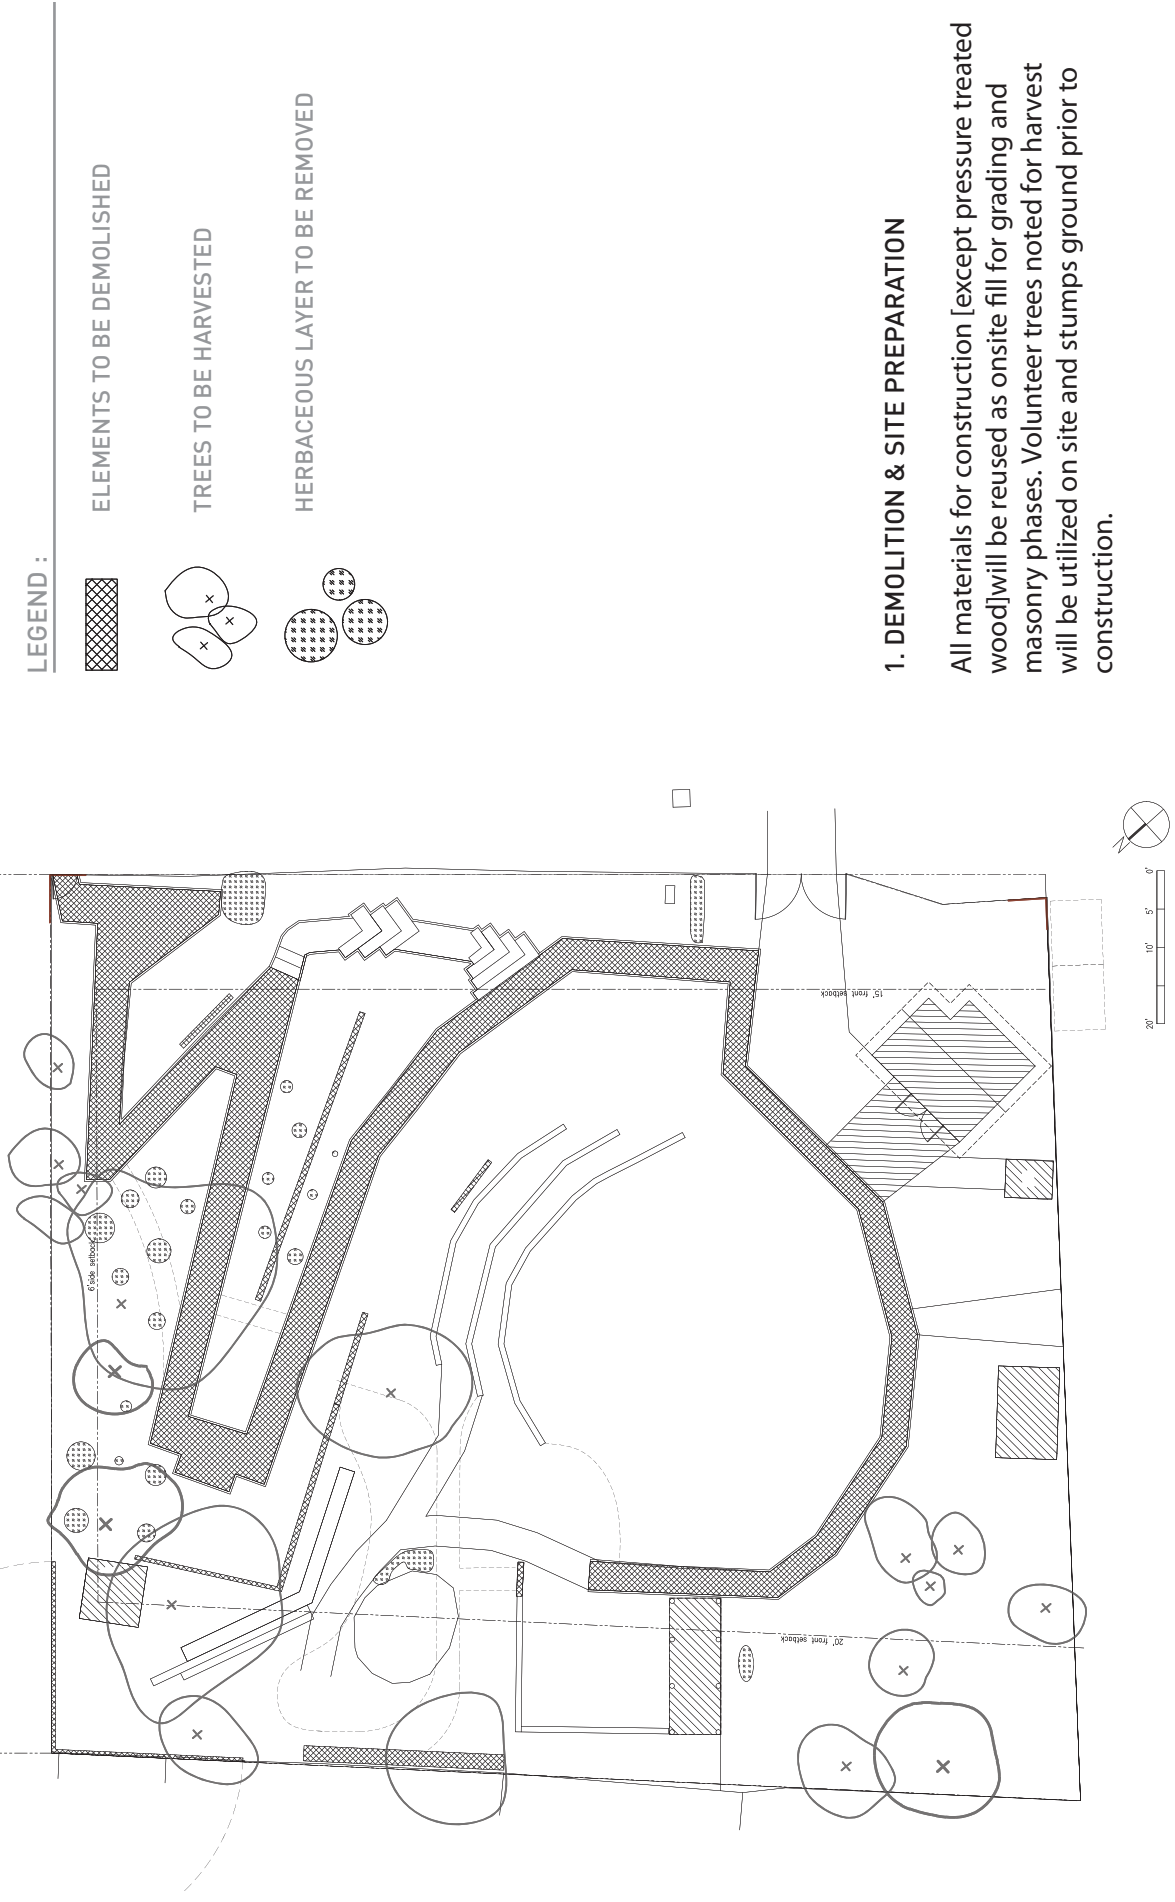 LEGEND :
ELEMENTS TO BE DEMOLISHED
TREES TO BE HARVESTED
HERBACEOUS LAYER TO BE REMOVED
1. DEMOLITION & SITE PREPARATION
All materials for construction [except pressure treated
wood]will be reused as onsite fill for grading and
masonry phases. Volunteer trees noted for harvest
will be utilized on site and stumps ground prior to
construction.
6' side setback
15' front setback
20' front setback
0'
5'
10'
20'